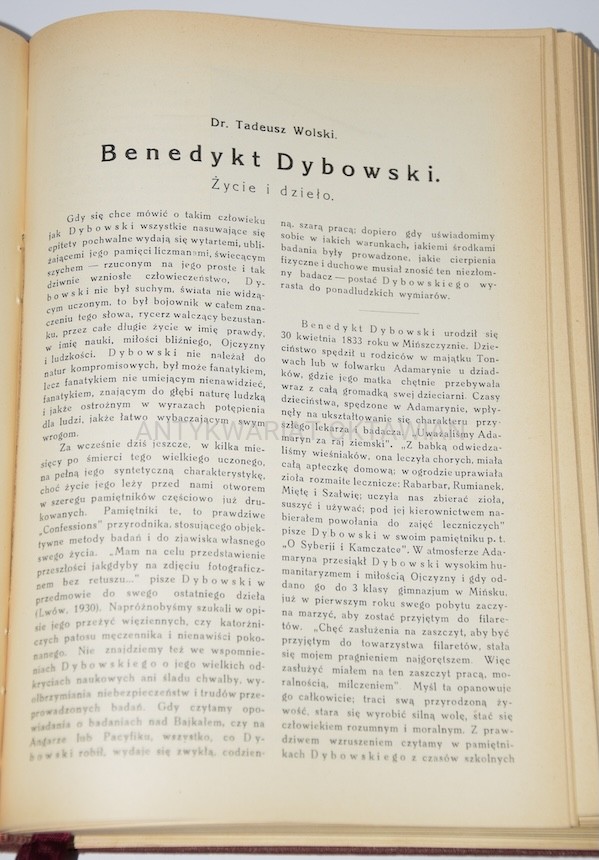 Dr. Tadeusz Wolski.
Benedykt Dybowski.
Życie i dzieło.
Gdy się chce mówić o takim człowieku
jak Dybowski wszystkie nasuwające się
epitety pochwalne wydają się wytartemi, ubli-
żającemi jego pamięci liczmanami, świecącym
szychem — rzuconym na jego proste i tak
dziwnie wzniosłe człowieczeństwo, Dy-
bowski nie był suchym, świata nie widzą-
cym uczonym, to był bojownik w całem zna-
czeniu tego słowa, rycerz walczący bezustan-
ku, przez całe długie życie w imię prawdy,
w imię nauki, miłości bliźniego, Ojczyzny
i ludzkości. Dybowski nie należał do
natur kompromisowych, był może fanatykiem,
lecz fanatykiem nie umiejącym nienawidzieć,
fanatykiem, znającym do głębi naturę ludzką
i jakże ostrożnym w wyrazach potępienia
dla ludzi, jakże łatwo wybaczającym swym
wrogom.
Za wcześnie dziś jeszcze, w kilka mie-
sięcy po śmierci tego wielkiego uczonego,
na pełną jego syntetyczną charakterystykę,
choć życie jego leży przed nami otworem
w szeregu pamiętników częściowo już dru-
kowanych. Pamiętniki te, to prawdziwe
„Confessions" przyrodnika, stosującego objek-
tywne metody badań i do zjawiska własnego
swego życia. „Mam na celu przedstawienie
przeszłości jakgdyby na zdjęciu fotograficz-
nem bez retuszu..." pisze Dybowski w
przedmowie do swego ostatniego dzieła
(Lwów, 1930). Napróżnobyśmy szukali w opi-
sie jego przeżyć więziennych, czy katorżni-
czych patosu męczennika i nienawiści poko-
nanego. Nie znajdziemy też we wspomnie-
niach Dybowskiego o jego wielkich od-
kryciach naukowych ani śladu chwalby, wy-
olbrzymiania niebezpieczeństw i trudów prze-
prowadzonych badań. Gdy czytamy opo-
wiadania o badaniach nad Bajkałem, czy na
Angarze lub Pacyfiku, wszystko, co Dy-
bowski robił, wydaje się zwykłą, codzien-
ną, szarą pracą; dopiero gdy uświadomimy
sobie w jakich warunkach, jakiemi środkami
badania były prowadzone, jakie cierpienia
fizyczne i duchowe musiał znosić ten niezłom-
ny badacz — postać Dybowskiego wy-
rasta do ponadludzkich wymiarów.
Benedykt Dybowski urodził się
30 kwietnia 1833 roku w Mińszczyznie. Dzie-
ciństwo spędził u rodziców w majątku Ton-
wach lub w folwarku Adamarynie u dziad-
ków, gdzie jego matka chętnie przebywała
wraz z całą gromadką swej dzieciarni. Czasy
dzieciństwa, spędzone w Adamarynie, wpły-
nęły na ukształtowanie się charakteru przy-
szłego lekarza i badacza. „Uważaliśmy Ada-
maryn za raj ziemski". „Z babką odwiedza-
liśmy wieśniaków, ona leczyła chorych, miała
całą apteczkę domową; w ogrodzie uprawiała
zioła rozmaite lecznicze: Rabarbar, Rumianek,
Miętę i Szałwię; uczyła nas zbierać zioła,
suszyć i używać; pod jej kierownictwem na-
bierałem powołania do zajęć leczniczych"
pisze Dybowski w swoim pamiętniku p. t.
„O Syberji i Kamczatce". W atmosferze Ada-
maryna przesiąkł Dybowski wysokim hu-
manitaryzmem i miłością Ojczyzny i gdy od-
dano go do 3 klasy gimnazjum w Mińsku,
już w pierwszym roku swego pobytu zaczy-
na marzyć, aby zostać przyjętym do filare-
tów. „Chęć zasłużenia na zaszczyt, aby być
przyjętym do towarzystwa filaretów, stała
się mojem pragnieniem najgorętszem. Więc
zasłużyć miałem na ten zaszczyt pracą, mo-
ralnością, milczeniem". Myśl ta opanowuje
go całkowicie; traci swą przyrodzoną ży-
wość, stara się wyrobić silną wolę, stać się
człowiekiem rozumnym i moralnym. Z praw-
dziwem wzruszeniem czytamy w pamiętni-
kach Dybowskiego z czasów szkolnych
ANTYKWARIAT OKTAWIAN